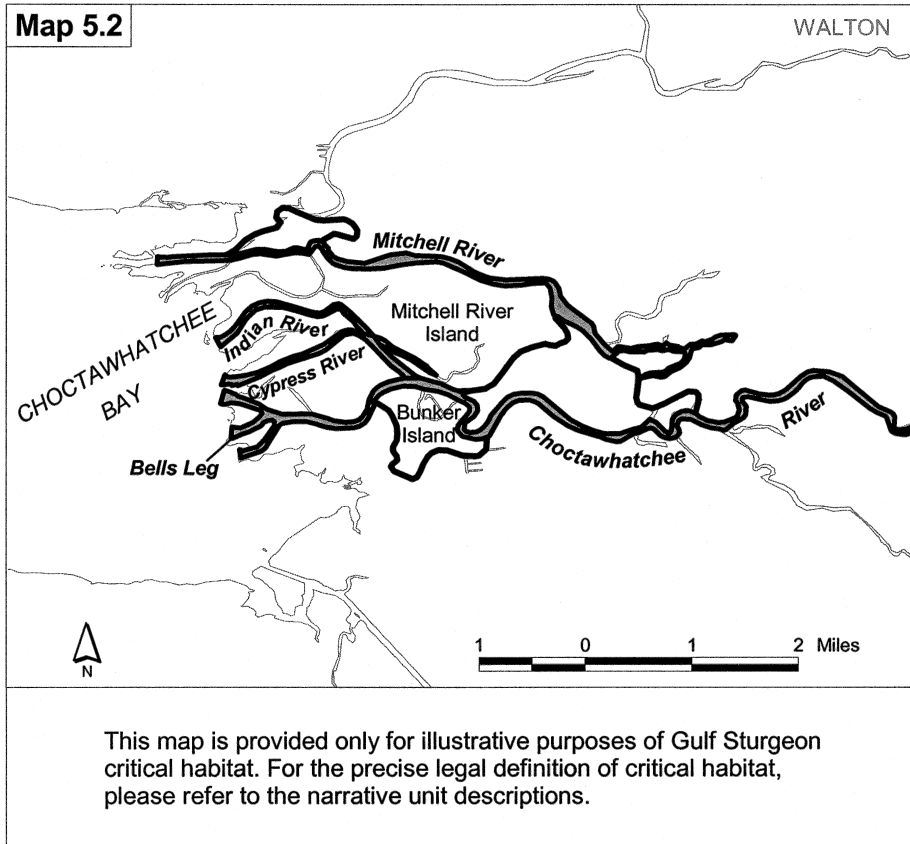 Map 5.2
WALTON
Mitchell River
Mitchell River
Island
Indian River
CHOCTAWHATCHEE
BAY
Cypress River
Bunker
Island
River
Choctawhatchee
Bells Leg
N
1 0 1 2 Miles
This map is provided only for illustrative purposes of Gulf Sturgeon
critical habitat. For the precise legal definition of critical habitat,
please refer to the narrative unit descriptions.